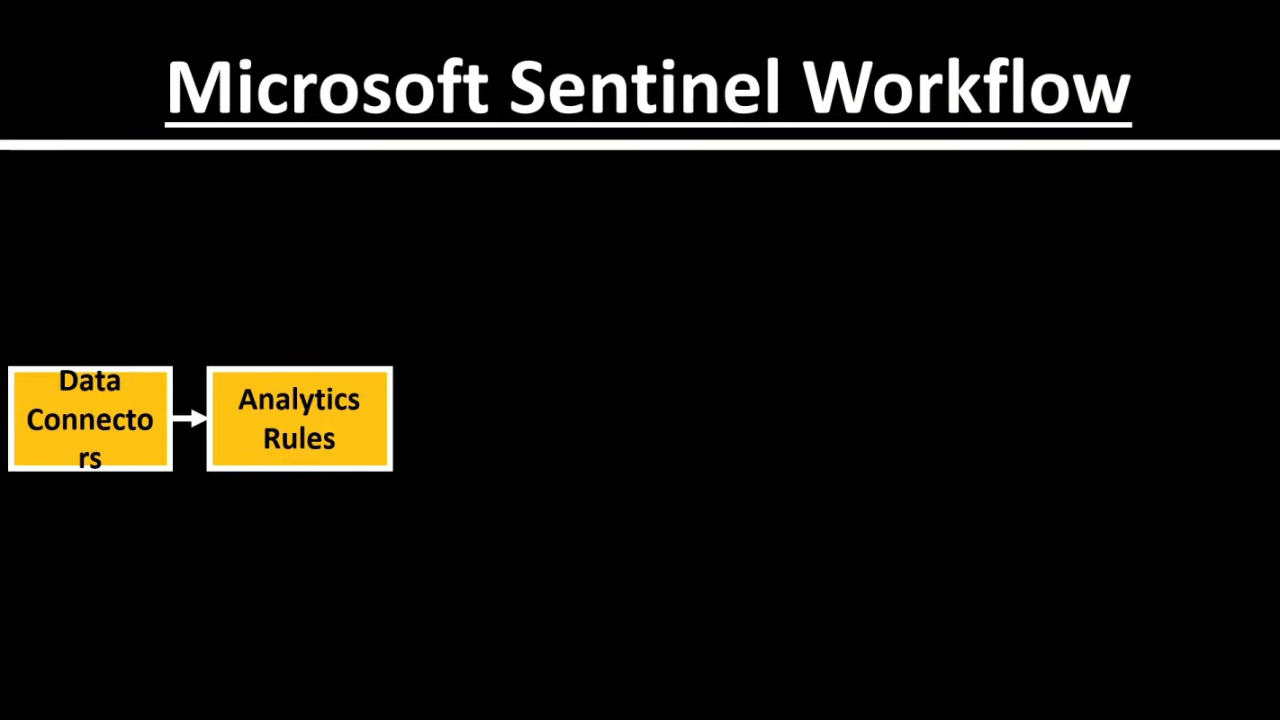 Microsoft Sentinel Workflow
Data
Connecto
rs
Analytics
Rules